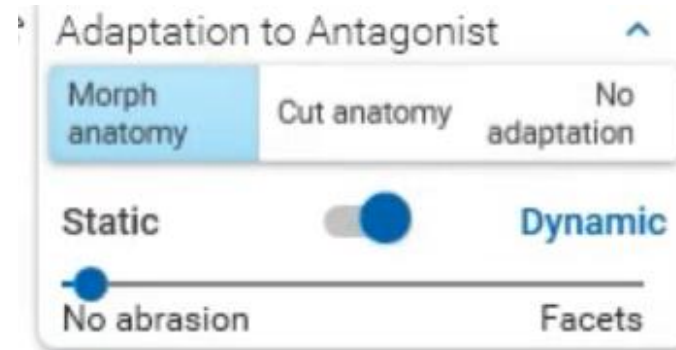 Adaptation to Antagonist
Morph anatomy
Cut anatomy
No adaptation
Static Dynamic
No abrasion Facets